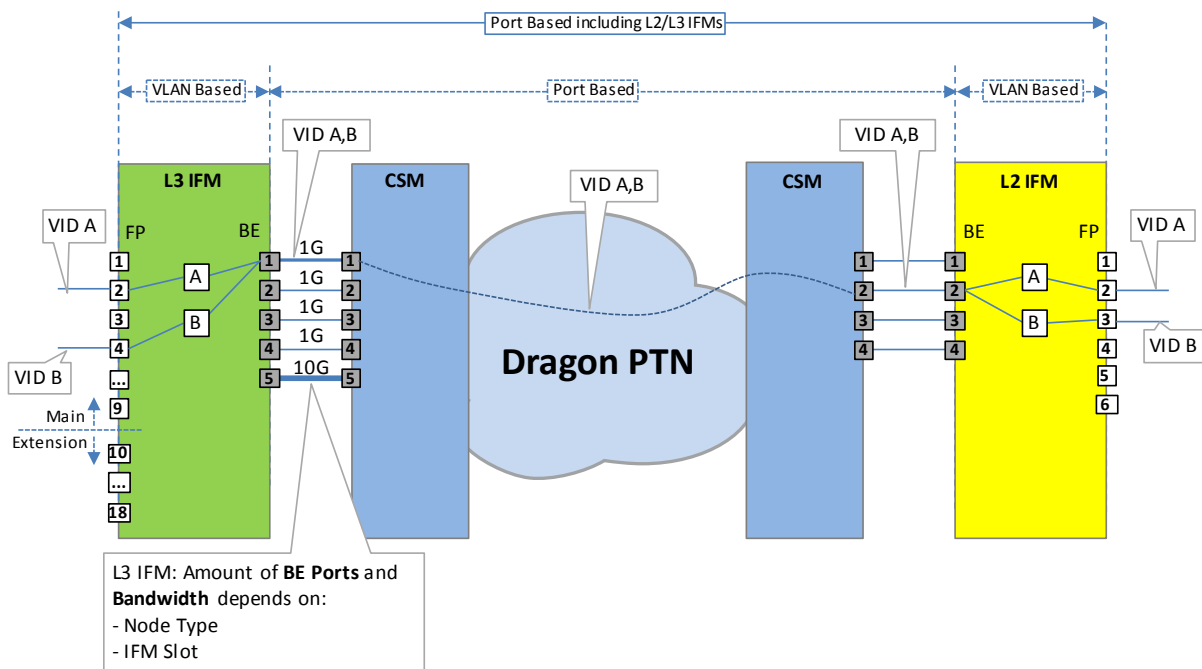 Port Based including L2/L3 IFMs
VLAN Based
Port Based
VLAN Based
VID A,B
VID A,B
VID A,B
L3 IFM
CSM
CSM
L2 IFM
VID A
FP
BE
BE
FP
VID A
1
2
3
4
...
9
Main
Extension
10
...
18
A
B
VID B
1
2
3
4
5
1G
1G
1G
1G
10G
1
2
3
4
5
Dragon PTN
1
2
3
4
1
2
3
4
A
B
1
2
3
4
5
6
VID B
L3 IFM: Amount of BE Ports and
Bandwidth depends on:
- Node Type
- IFM Slot